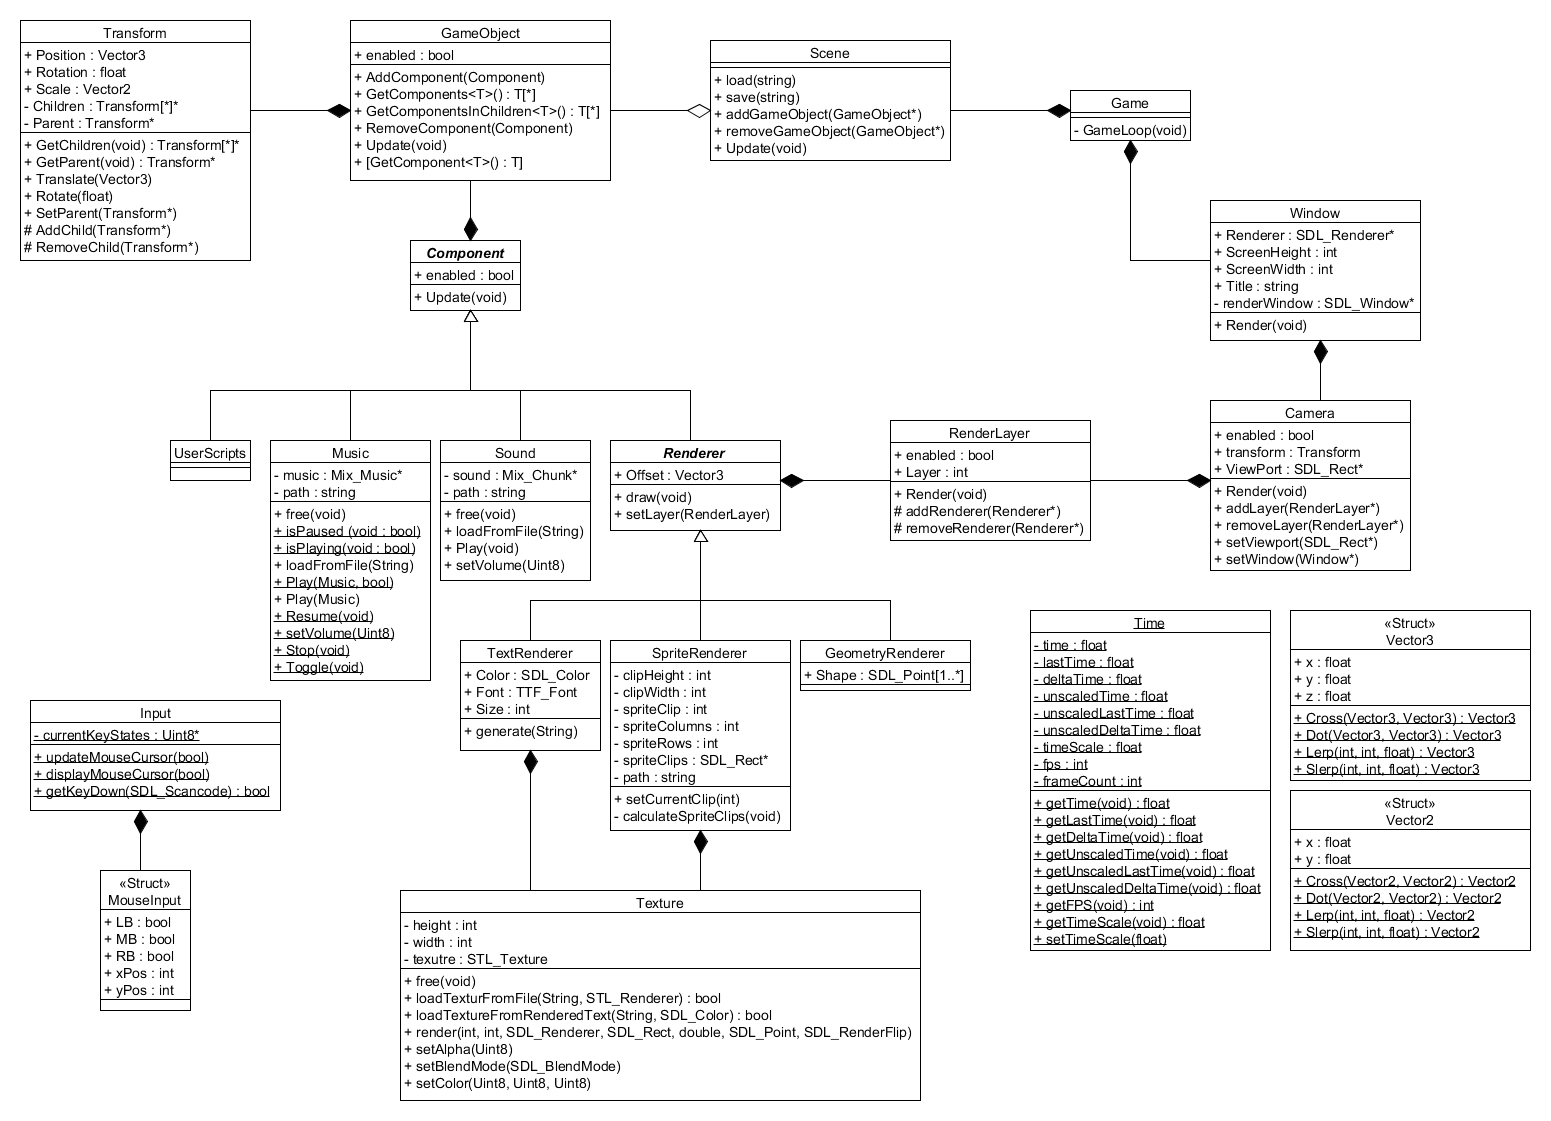 Transform
+ Position : Vector3
+ Rotation : float
+ Scale : Vector2
- Children : Transform[*]*
- Parent : Transform*
+ GetChildren(void) : Transform[*]*
+ GetParent(void) : Transform*
+ Translate(Vector3)
+ Rotate(float)
+ SetParent(Transform*)
# AddChild(Transform*)
# RemoveChild(Transform*)
GameObject
+ enabled : bool
+ AddComponent(Component)
+ GetComponents<T>() : T[*]
+ GetComponentsInChildren<T>() : T[*]
+ RemoveComponent(Component)
+ Update(void)
+ [GetComponent<T>() : T]
Scene
+ load(string)
+ save(string)
+ addGameObject(GameObject*)
+ removeGameObject(GameObject*)
+ Update(void)
Game
- GameLoop(void)
Window
+ Renderer : SDL_Renderer*
+ ScreenHeight : int
+ ScreenWidth : int
+ Title : string
- renderWindow : SDL_Window*
+ Render(void)
Component
+ enabled : bool
+ Update(void)
UserScripts
Music
- music : Mix_Music*
- path : string
+ free(void)
+ isPaused (void : bool)
+ isPlaying(void : bool)
+ loadFromFile(String)
+ Play(Music, bool)
+ Play(Music)
+ Resume(void)
+ setVolume(Uint8)
+ Stop(void)
+ Toggle(void)
Sound
- sound : Mix_Chunk*
- path : string
+ free(void)
+ loadFromFile(String)
+ Play(void)
+ setVolume(Uint8)
Renderer
+ Offset : Vector3
+ draw(void)
+ setLayer(RenderLayer)
RenderLayer
+ enabled : bool
+ Layer : int
+ Render(void)
# addRenderer(Renderer*)
# removeRenderer(Renderer*)
Camera
+ enabled : bool
+ transform : Transform
+ ViewPort : SDL_Rect*
+ Render(void)
+ addLayer(RenderLayer*)
+ removeLayer(RenderLayer*)
+ setViewport(SDL_Rect*)
+ setWindow(Window*)
TextRenderer
+ Color : SDL_Color
+ Font : TTF_Font
+ Size : int
+ generate(String)
SpriteRenderer
- clipHeight : int
- clipWidth : int
- spriteClip : int
- spriteColumns : int
- spriteRows : int
- spriteClips : SDL_Rect*
- path : string
+ setCurrentClip(int)
- calculateSpriteClips(void)
GeometryRenderer
+ Shape : SDL_Point[1..*]
Time
- time : float
- lastTime : float
- deltaTime : float
- unscaledTime : float
- unscaledLastTime : float
- unscaledDeltaTime : float
- timeScale : float
- fps : int
- frameCount : int
+ getTime(void) : float
+ getLastTime(void) : float
+ getDeltaTime(void) : float
+ getUnscaledTime(void) : float
+ getUnscaledLastTime(void) : float
+ getUnscaledDeltaTime(void) : float
+ getFPS(void) : int
+ getTimeScale(void) : float
+ setTimeScale(float)
«Struct»
Vector3
+ x : float
+ y : float
+ z : float
+ Cross(Vector3, Vector3) : Vector3
+ Dot(Vector3, Vector3) : Vector3
+ Lerp(int, int, float) : Vector3
+ Slerp(int, int, float) : Vector3
«Struct»
Vector2
+ x : float
+ y : float
+ Cross(Vector2, Vector2) : Vector2
+ Dot(Vector2, Vector2) : Vector2
+ Lerp(int, int, float) : Vector2
+ Slerp(int, int, float) : Vector2
Input
- currentKeyStates : Uint8*
+ updateMouseCursor(bool)
+ displayMouseCursor(bool)
+ getKeyDown(SDL_Scancode) : bool
«Struct»
MouseInput
+ LB : bool
+ MB : bool
+ RB : bool
+ xPos : int
+ yPos : int
Texture
- height : int
- width : int
- texutre : STL_Texture
+ free(void)
+ loadTexturFromFile(String, STL_Renderer) : bool
+ loadTextureFromRenderedText(String, SDL_Color) : bool
+ render(int, int, SDL_Renderer, SDL_Rect, double, SDL_Point, SDL_RenderFlip)
+ setAlpha(Uint8)
+ setBlendMode(SDL_BlendMode)
+ setColor(Uint8, Uint8, Uint8)